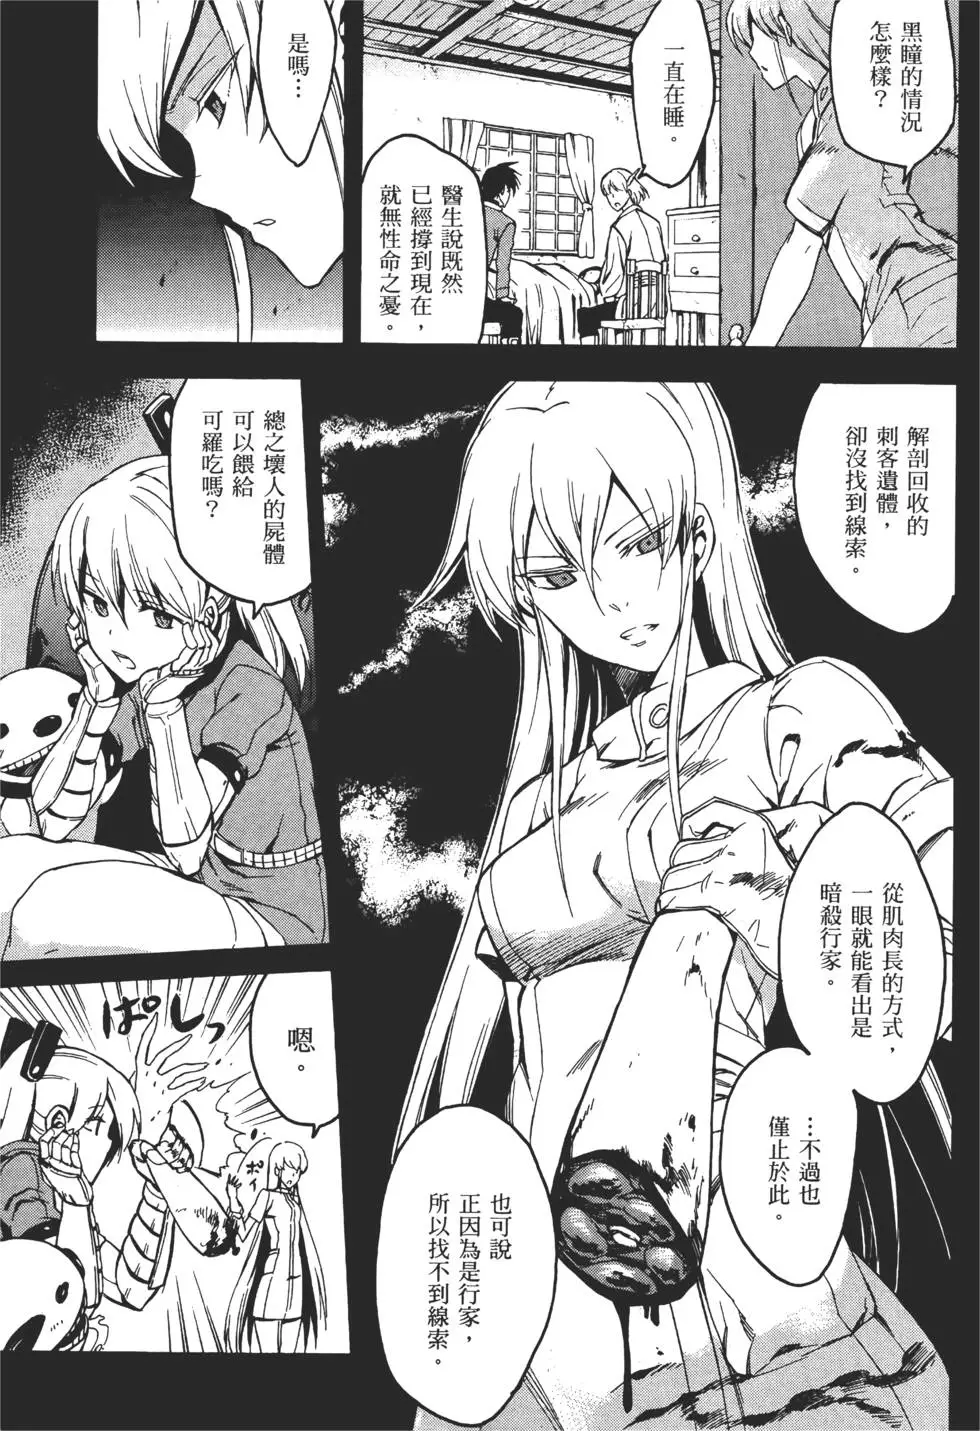 黑瞳的情況
怎麼樣？
一直在睡。
醫生說既然
已經撐到現在，
就無性命之憂。
是嗎…
解剖回收的
刺客遺體，
卻沒找到線索。
從肌肉長的方式，
一眼就能看出是
暗殺行家。
…不過也
僅止於此。
也可說
正因為是行家，
所以找不到線索。
總之壞人的屍體
可以餵給
可羅吃嗎？
嗯。
ポイ
ぱしっ